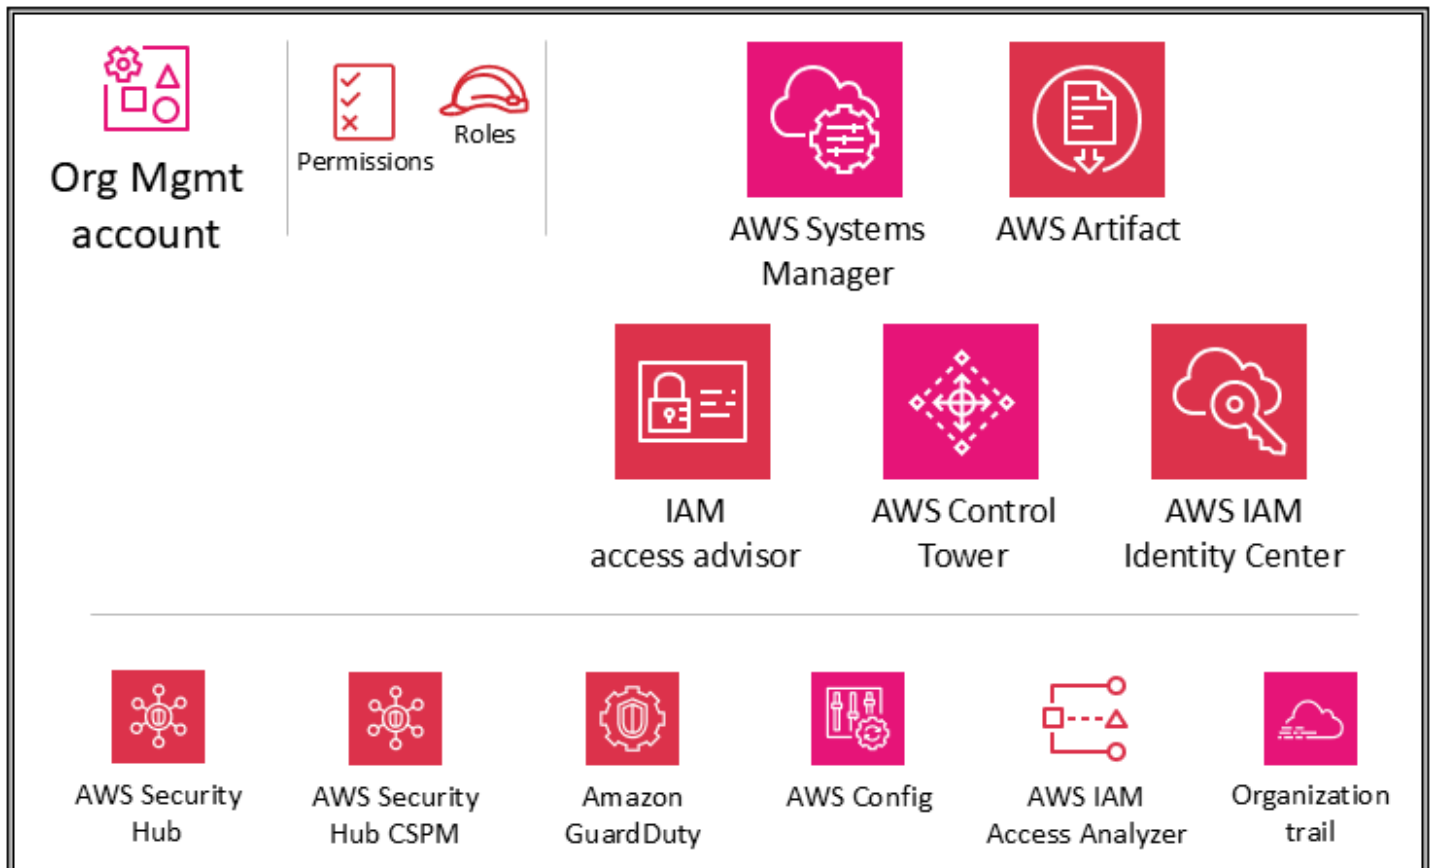 Org Mgmt
account
Permissions
Roles
AWS Systems
Manager
AWS Artifact
IAM
access advisor
AWS Control
Tower
AWS IAM
Identity Center
AWS Security
Hub
AWS Security
Hub CSPM
Amazon
GuardDuty
AWS Config
AWS IAM
Access Analyzer
Organization
trail